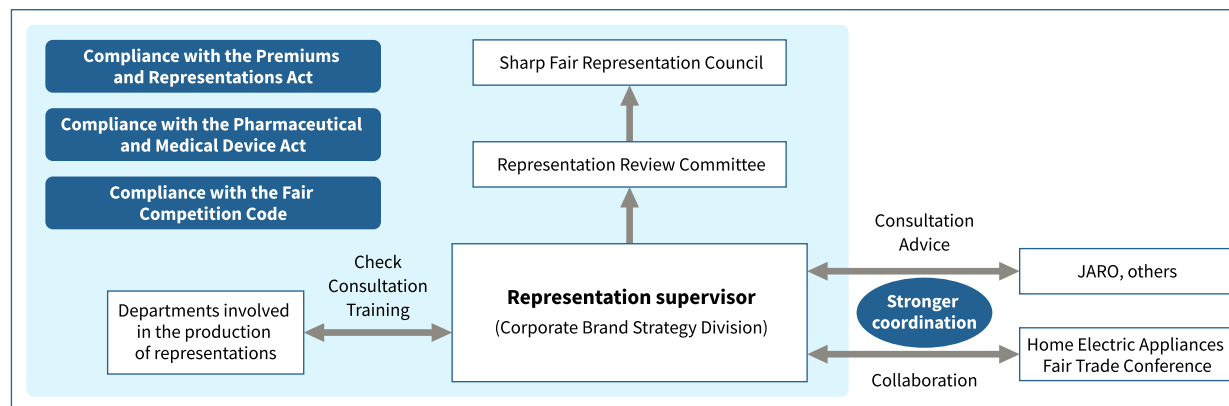 Compliance with the Premiums
and Representations Act
Compliance with the Pharmaceutical
and Medical Device Act
Compliance with the Fair
Competition Code
Sharp Fair Representation Council
Representation Review Committee
Check
Consultation
Training
Departments involved
in the production
of representations
Representation supervisor
(Corporate Brand Strategy Division)
Consultation
Advice
JARO, others
Stronger
coordination
Home Electric Appliances
Fair Trade Conference
Collaboration